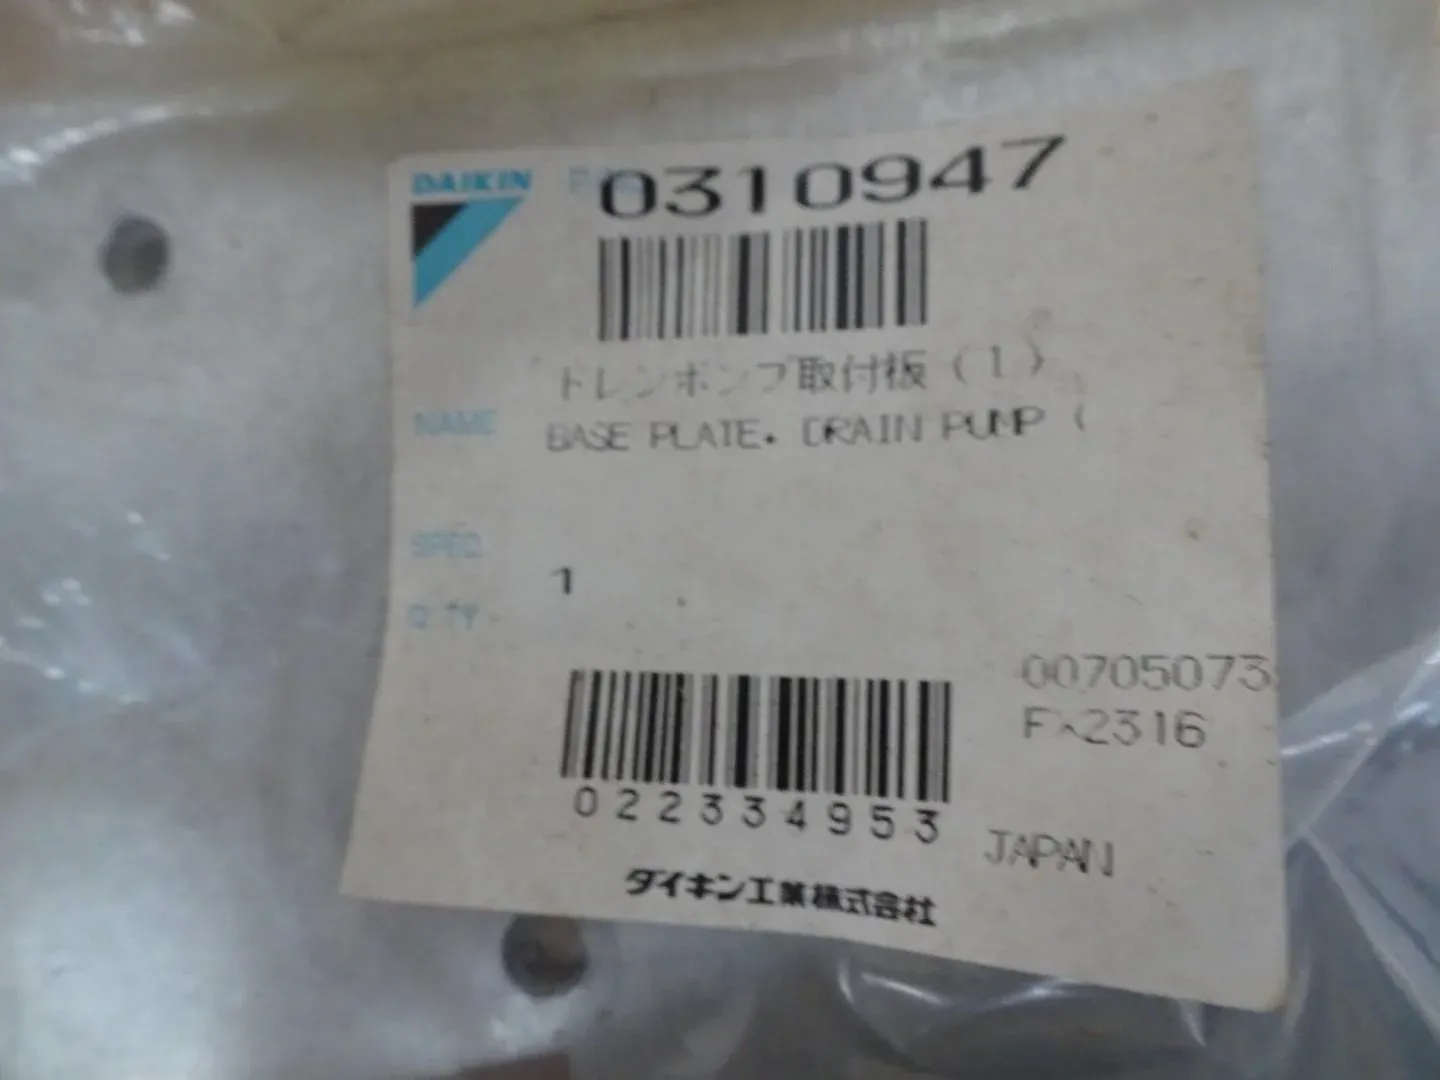 DAIKIN
0310947
ドレンポンプ取付板(1)
NAME
BASE PLATE. DRAIN PUMP (
SPEC
1
Q'TY
00705073
FX2316
022334953
JAPAN
ダイキン工業株式会社